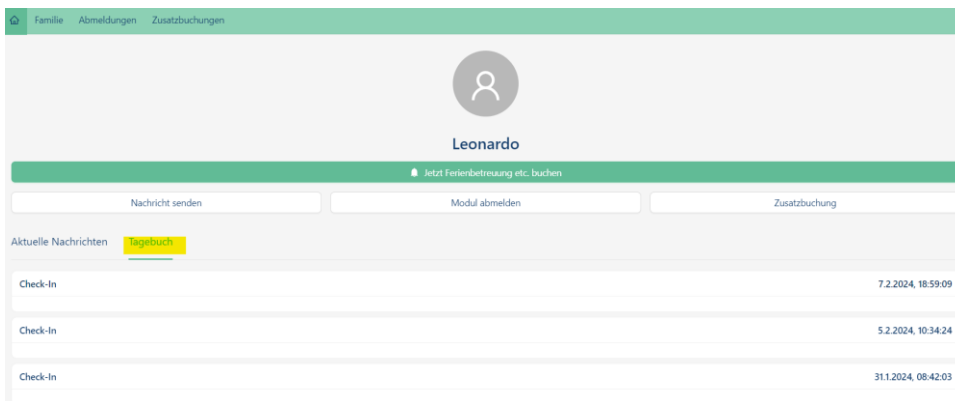 Familie Abmeldungen Zusatzbuchungen
Leonardo
Jetzt Ferienbetreuung etc. buchen
Nachricht senden Modul abmelden Zusatzbuchung
Aktuelle Nachrichten Tagebuch
Check-In 7.2.2024, 18:59:09
Check-In 5.2.2024, 10:34:24
Check-In 31.1.2024, 08:42:03